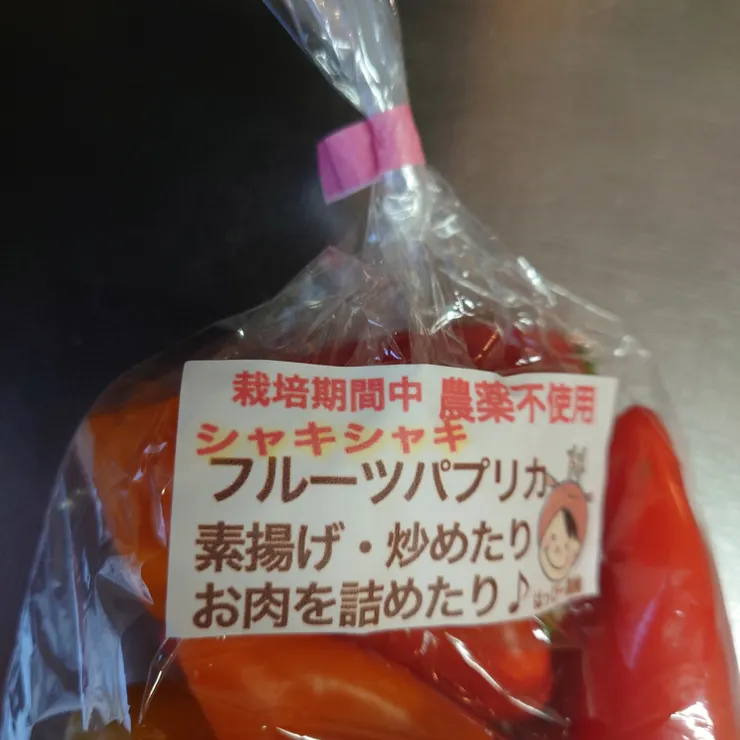 栽培期間中 農薬不使用
シャキシャキ
フルーツパプリカ
素揚げ・炒めたり
お肉を詰めたり♪